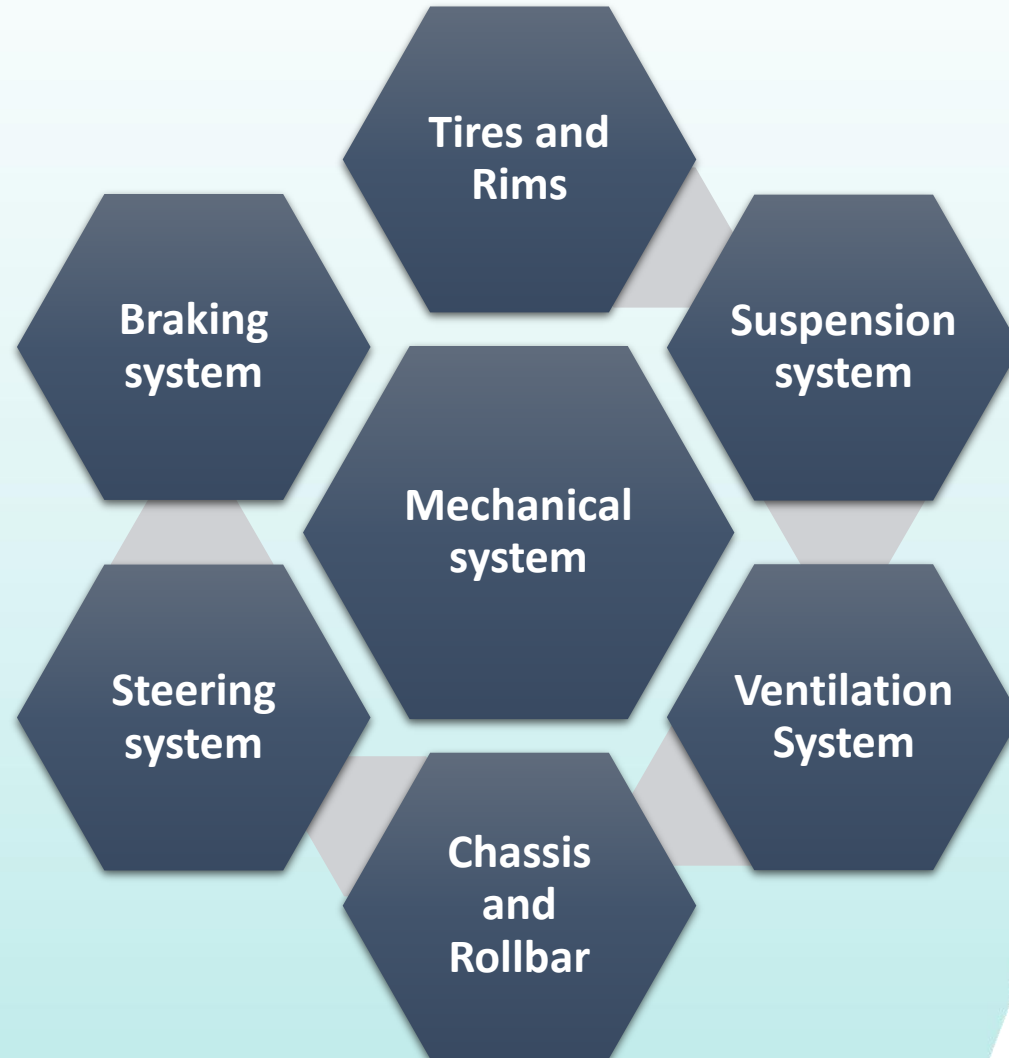 Tires and
Rims
Suspension
system
Ventilation
System
Chassis
and
Rollbar
Steering
system
Braking
system
Mechanical
system